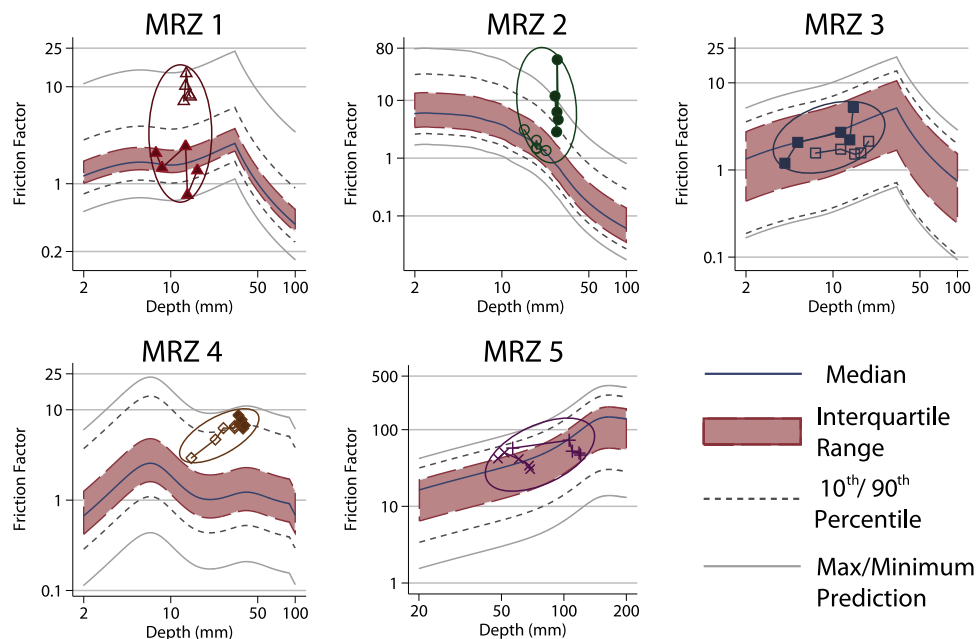 MRZ 1
MRZ 2
MRZ 3
Friction Factor
25
10
1
0.2
2
10
50
100
Depth (mm)
Friction Factor
80
10
1
0.1
2
10
50
100
Depth (mm)
Friction Factor
25
10
1
0.1
2
10
50
100
Depth (mm)
MRZ 4
MRZ 5
Friction Factor
25
10
1
0.1
2
10
50
100
Depth (mm)
Friction Factor
500
100
10
1
20
50
100
200
Depth (mm)
Median
Interquartile
Range
10th/ 90th
Percentile
Max/Minimum
Prediction